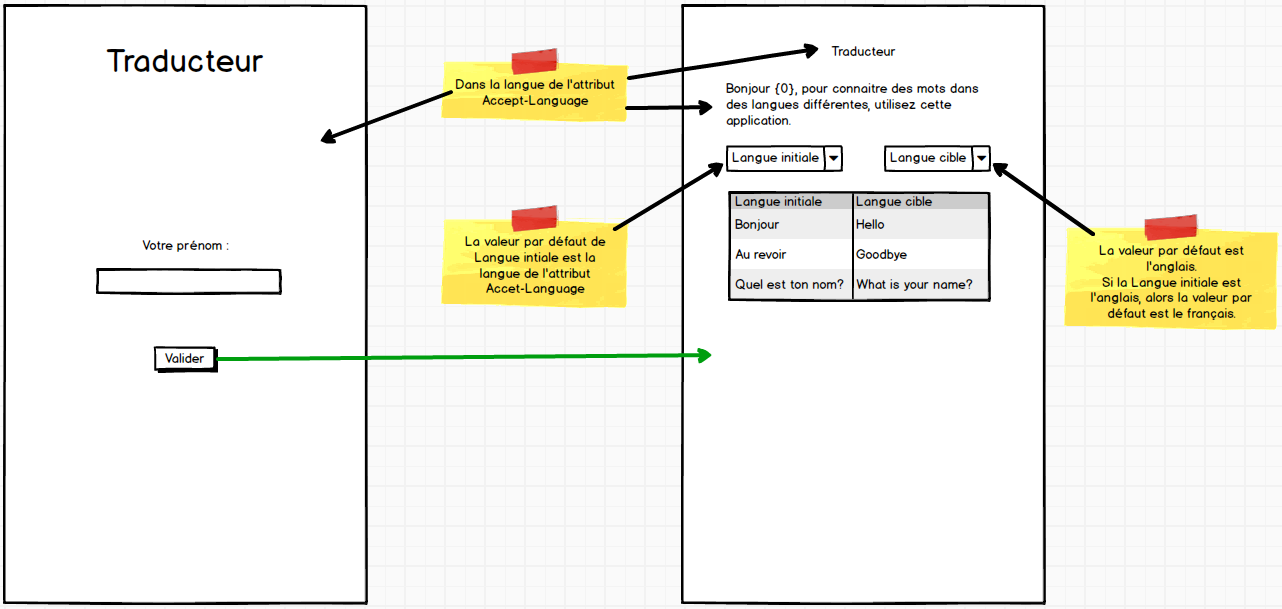 Traducteur
Votre prénom :
Valider
Dans la langue de l'attribut
Accept-Language
La valeur par défaut de
Langue intiale est la
langue de l'attribut
Accet-Language
Traducteur
Bonjour {0}, pour connaitre des mots dans
des langues différentes, utilisez cette
application.
Langue initiale Langue cible
Langue initiale Langue cible
Bonjour Hello
Au revoir Goodbye
Quel est ton nom? What is your name?
La valeur par défaut est
l'anglais.
Si la Langue initiale est
l'anglais, alors la valeur par
défaut est le français.